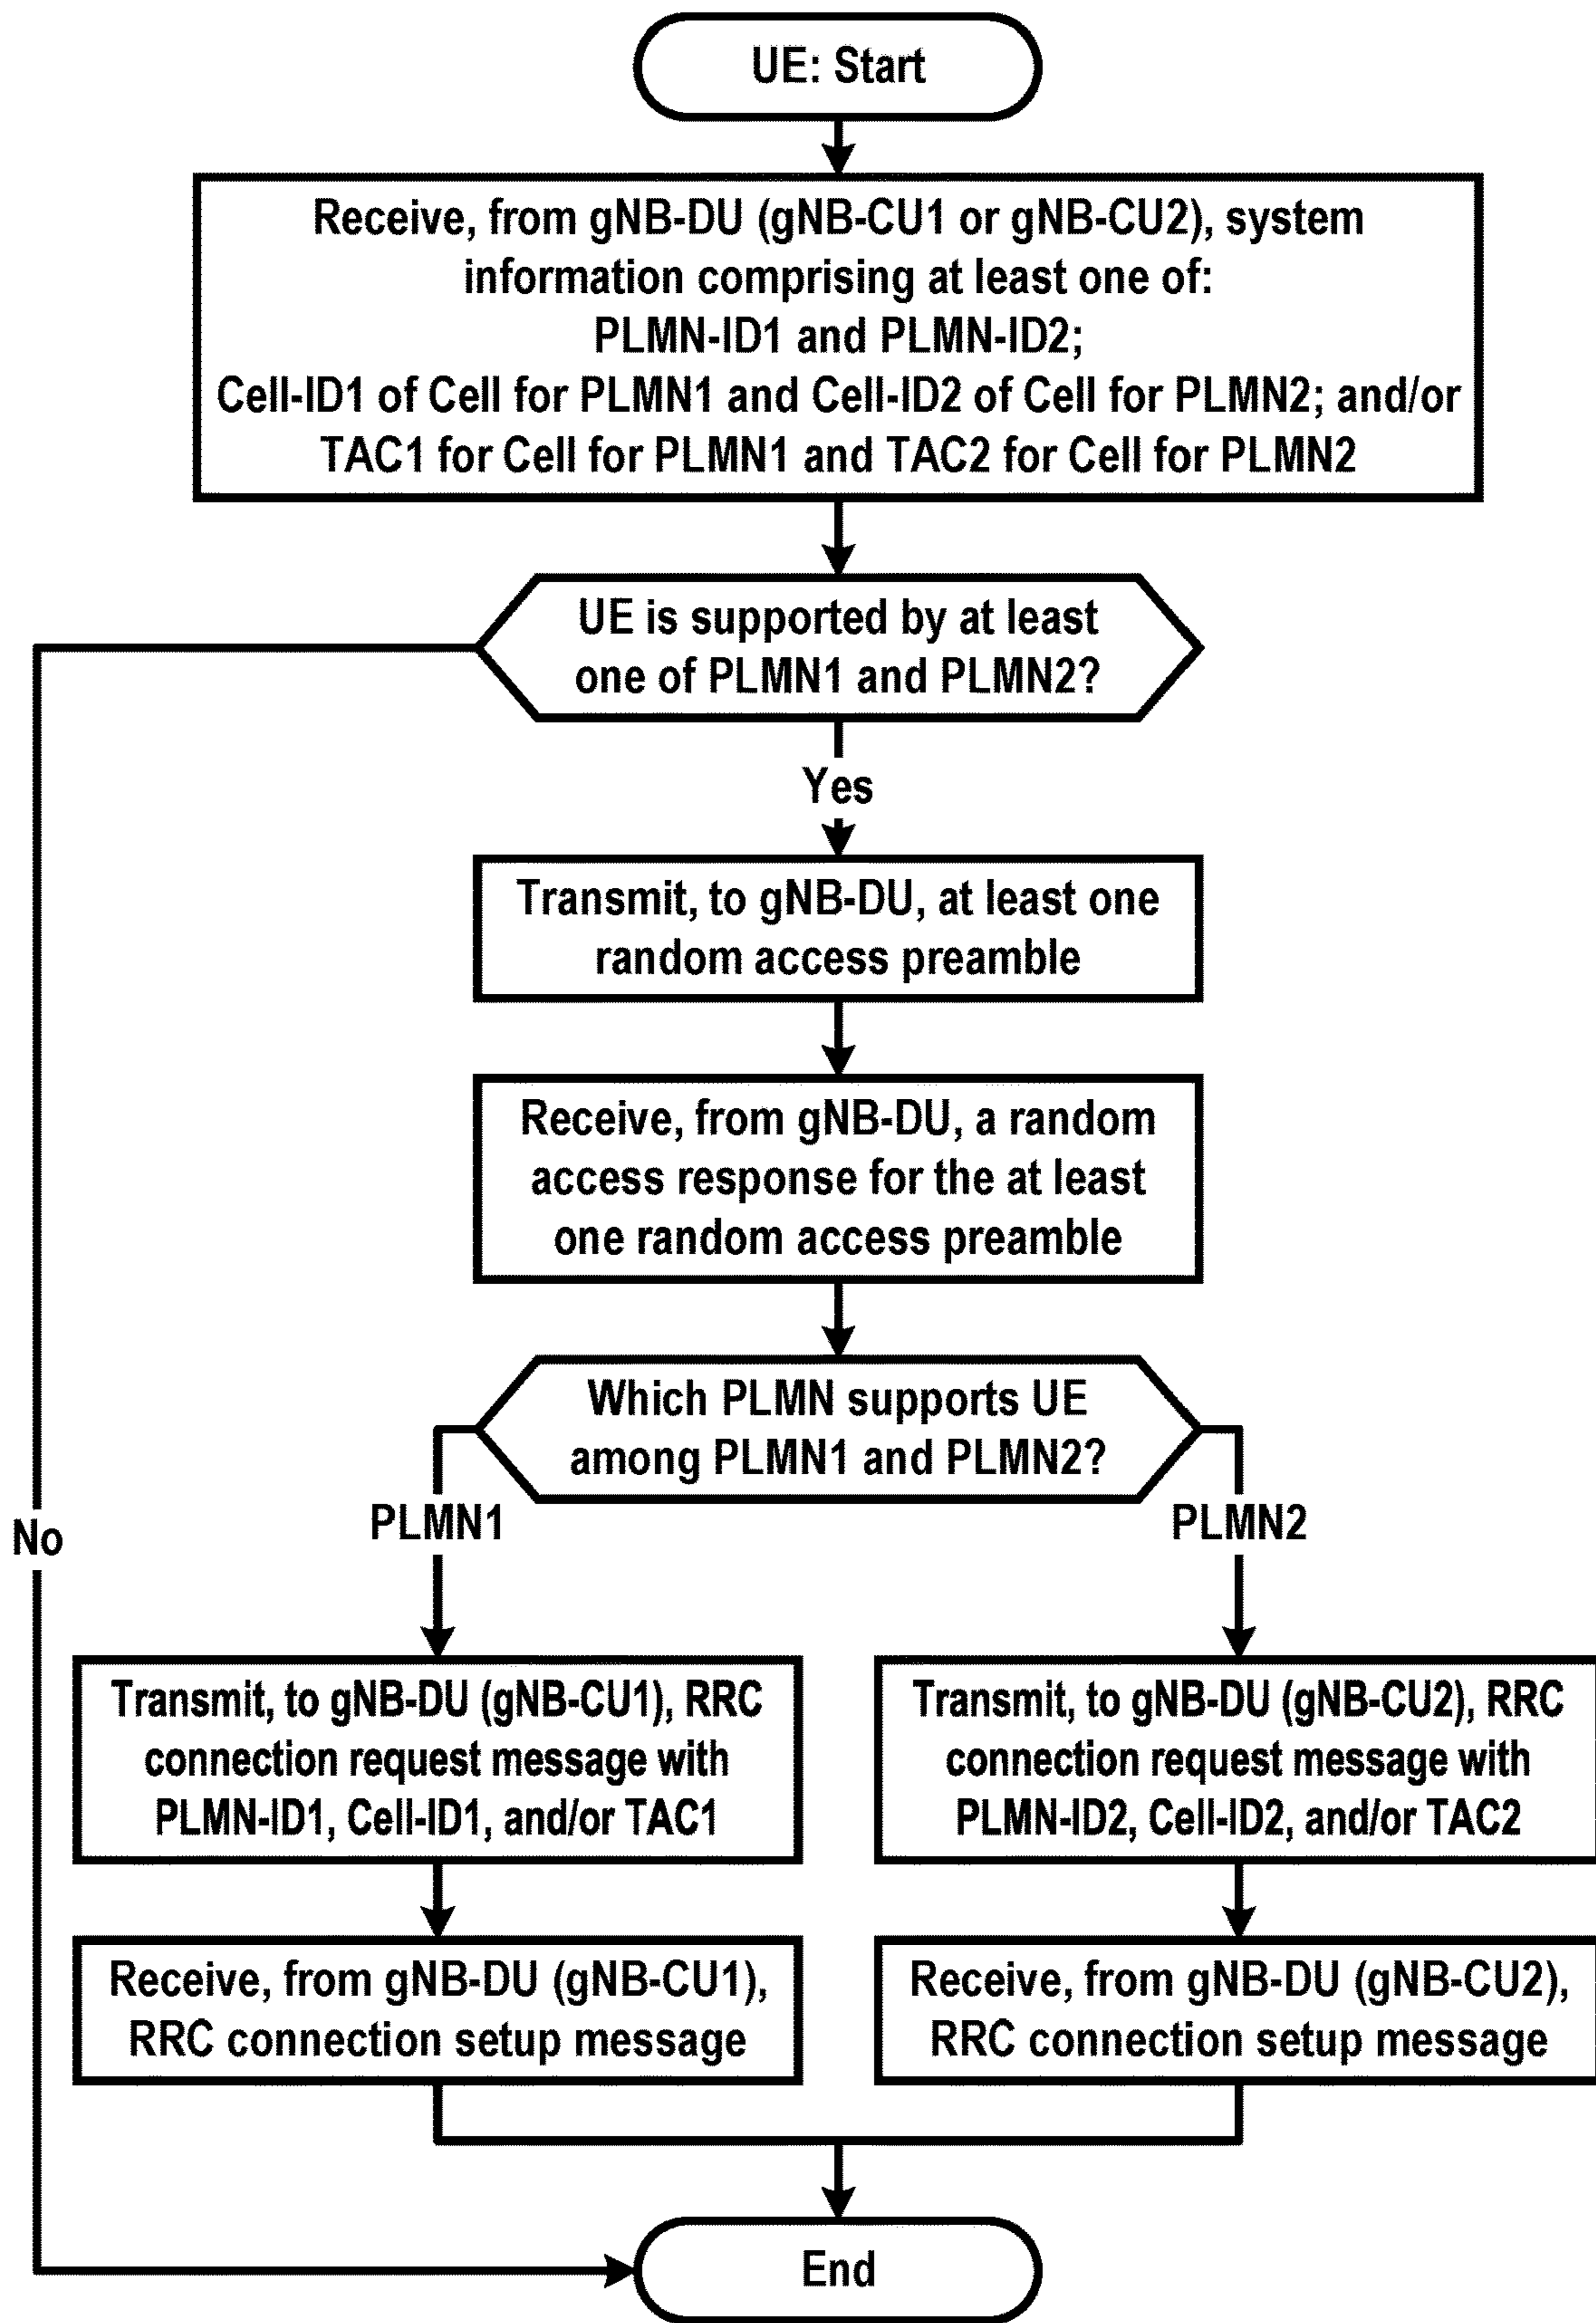 UE: Start
Receive, from gNB-DU (gNB-CU1 or gNB-CU2), system
information comprising at least one of:
PLMN-ID1 and PLMN-ID2;
Cell-ID1 of Cell for PLMN1 and Cell-ID2 of Cell for PLMN2; and/or
TAC1 for Cell for PLMN1 and TAC2 for Cell for PLMN2
UE is supported by at least
one of PLMN1 and PLMN2?
Yes
Transmit, to gNB-DU, at least one
random access preamble
Receive, from gNB-DU, a random
access response for the at least
one random access preamble
Which PLMN supports UE
among PLMN1 and PLMN2?
No
PLMN1
PLMN2
Transmit, to gNB-DU (gNB-CU1), RRC
connection request message with
PLMN-ID1, Cell-ID1, and/or TAC1
Transmit, to gNB-DU (gNB-CU2), RRC
connection request message with
PLMN-ID2, Cell-ID2, and/or TAC2
Receive, from gNB-DU (gNB-CU1),
RRC connection setup message
Receive, from gNB-DU (gNB-CU2),
RRC connection setup message
End